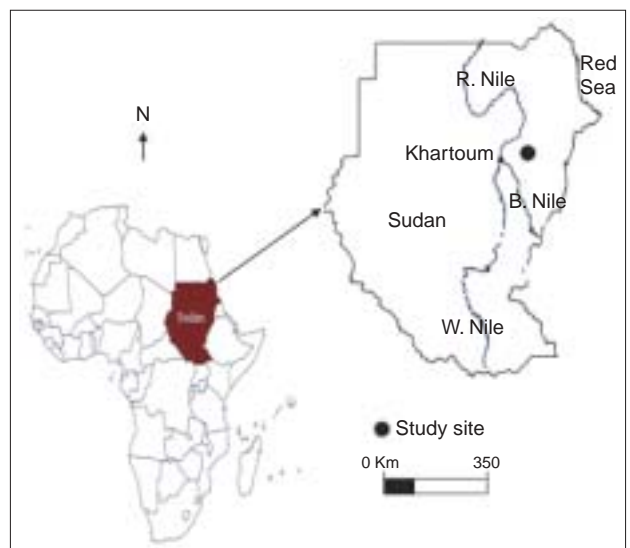 Red
Sea
R. Nile
N
Khartoum
B. Nile
Sudan
Sudan
W. Nile
Study site
0 Km 350